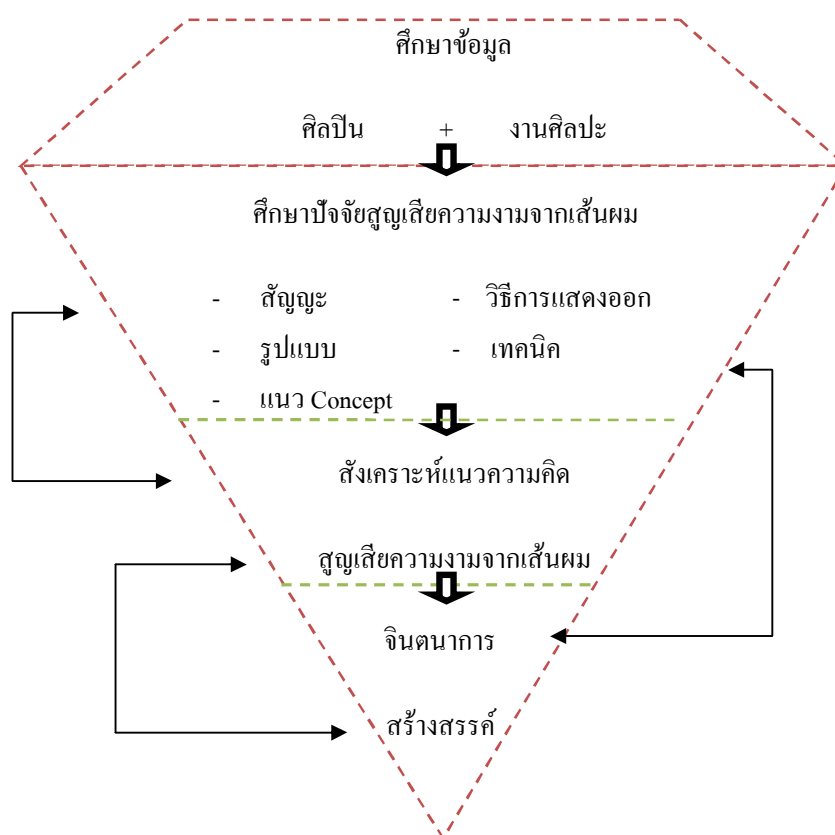 ศึกษาข้อมูล
ศิลปิน + งานศิลปะ
ศึกษาปัจจัยสูญเสียความงามจากเส้นผม
- สัญญะ - วิธีการแสดงออก
- รูปแบบ - เทคนิค
- แนว Concept
สังเคราะห์แนวความคิด
สูญเสียความงามจากเส้นผม
จินตนาการ
สร้างสรรค์